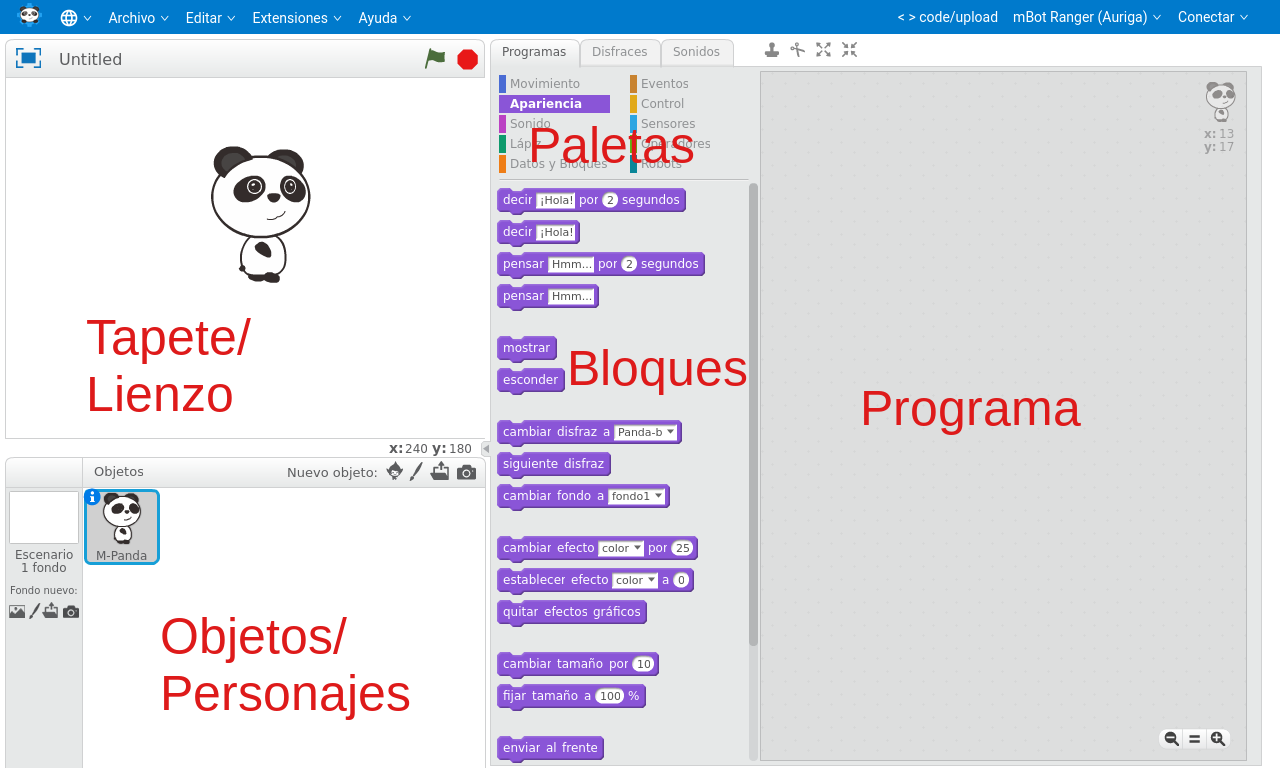 Archivo Editar Extensiones Ayuda < > code/upload mBot Ranger (Auriga) Conectar
Untitled
Programas Disfraces Sonidos
Movimiento Eventos
Apariencia Control
Sonido Sensores
Paletas
Lápiz Operadores
Datos y Bloques Robots
x: 13
y: 17
decir ¡Hola! por 2 segundos
decir ¡Hola!
pensar Hmm... por 2 segundos
pensar Hmm...
mostrar
esconder
Bloques
cambiar disfraz a Panda-b
siguiente disfraz
cambiar fondo a fondo1
cambiar efecto color por 25
establecer efecto color a 0
quitar efectos gráficos
cambiar tamaño por 10
fijar tamaño a 100 %
enviar al frente
Programa
Tapete/
Lienzo
x: 240 y: 180
Objetos Nuevo objeto:
Escenario
1 fondo
Fondo nuevo:
M-Panda
Objetos/
Personajes